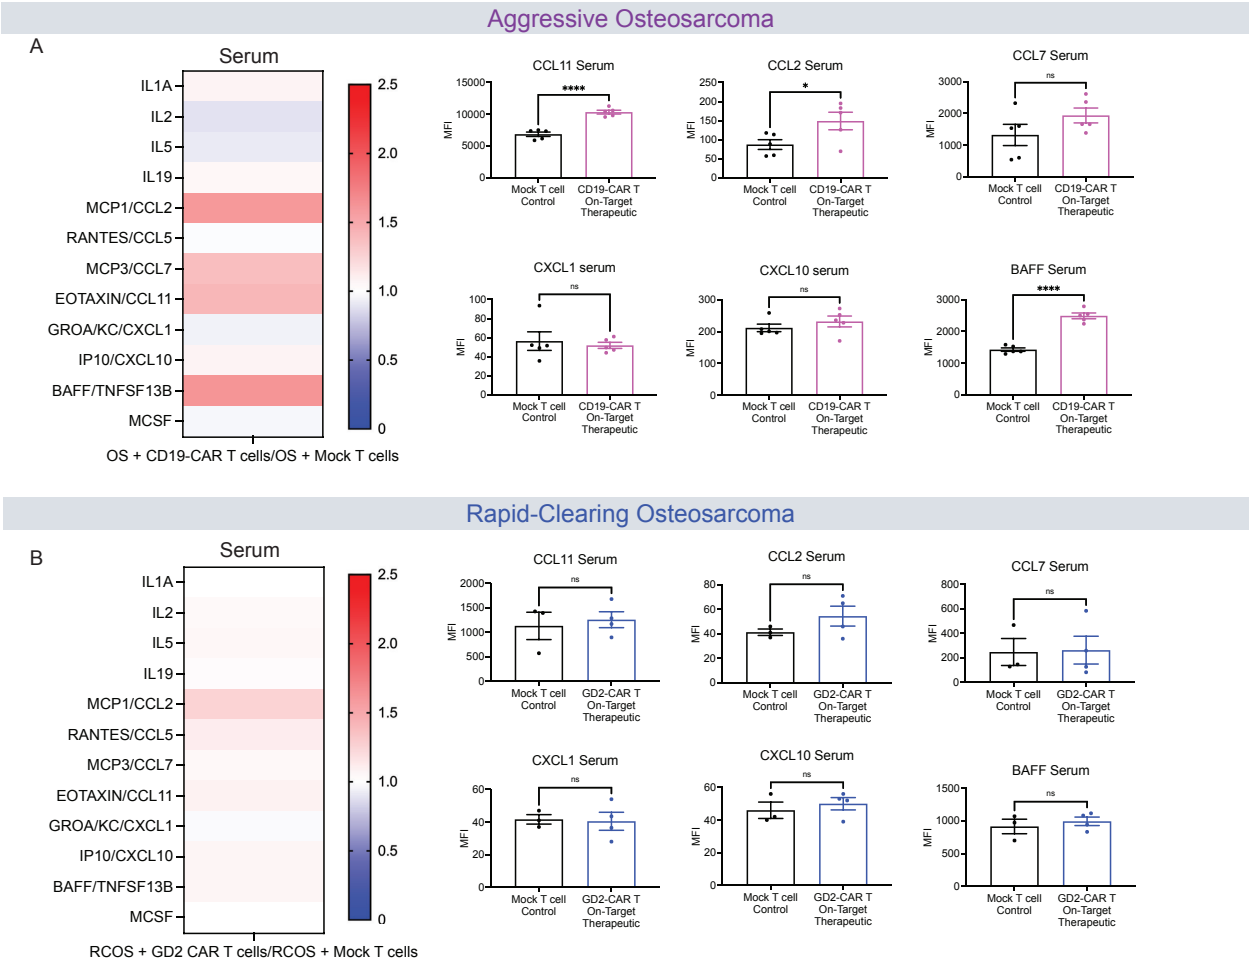 Aggressive Osteosarcoma
A
Serum
IL1A
IL2
IL5
IL19
MCP1/CCL2
RANTES/CCL5
MCP3/CCL7
EOTAXIN/CCL11
GROA/KC/CXCL1
IP10/CXCL10
BAFF/TNFSF13B
MCSF
OS + CD19-CAR T cells/OS + Mock T cells
2.5
2.0
1.5
1.0
0.5
0
CCL11 Serum
MFI
15000
10000
5000
0
****
Mock T cell
Control
CD19-CAR T
On-Target
Therapeutic
CCL2 Serum
MFI
250
200
150
100
50
0
*
Mock T cell
Control
CD19-CAR T
On-Target
Therapeutic
CCL7 Serum
MFI
3000
2000
1000
0
ns
Mock T cell
Control
CD19-CAR T
On-Target
Therapeutic
CXCL1 serum
MFI
100
80
60
40
20
0
ns
Mock T cell
Control
CD19-CAR T
On-Target
Therapeutic
CXCL10 serum
MFI
300
200
100
0
ns
Mock T cell
Control
CD19-CAR T
On-Target
Therapeutic
BAFF Serum
MFI
3000
2000
1000
0
****
Mock T cell
Control
CD19-CAR T
On-Target
Therapeutic
Rapid-Clearing Osteosarcoma
B
Serum
IL1A
IL2
IL5
IL19
MCP1/CCL2
RANTES/CCL5
MCP3/CCL7
EOTAXIN/CCL11
GROA/KC/CXCL1
IP10/CXCL10
BAFF/TNFSF13B
MCSF
RCOS + GD2 CAR T cells/RCOS + Mock T cells
2.5
2.0
1.5
1.0
0.5
0
CCL11 Serum
MFI
2000
1500
1000
500
0
ns
Mock T cell
Control
GD2-CAR T
On-Target
Therapeutic
CCL2 Serum
MFI
80
60
40
20
0
ns
Mock T cell
Control
GD2-CAR T
On-Target
Therapeutic
CCL7 Serum
MFI
800
600
400
200
0
ns
Mock T cell
Control
GD2-CAR T
On-Target
Therapeutic
CXCL1 Serum
MFI
60
40
20
0
ns
Mock T cell
Control
GD2-CAR T
On-Target
Therapeutic
CXCL10 Serum
MFI
60
40
20
0
ns
Mock T cell
Control
GD2-CAR T
On-Target
Therapeutic
BAFF Serum
MFI
1500
1000
500
0
ns
Mock T cell
Control
GD2-CAR T
On-Target
Therapeutic